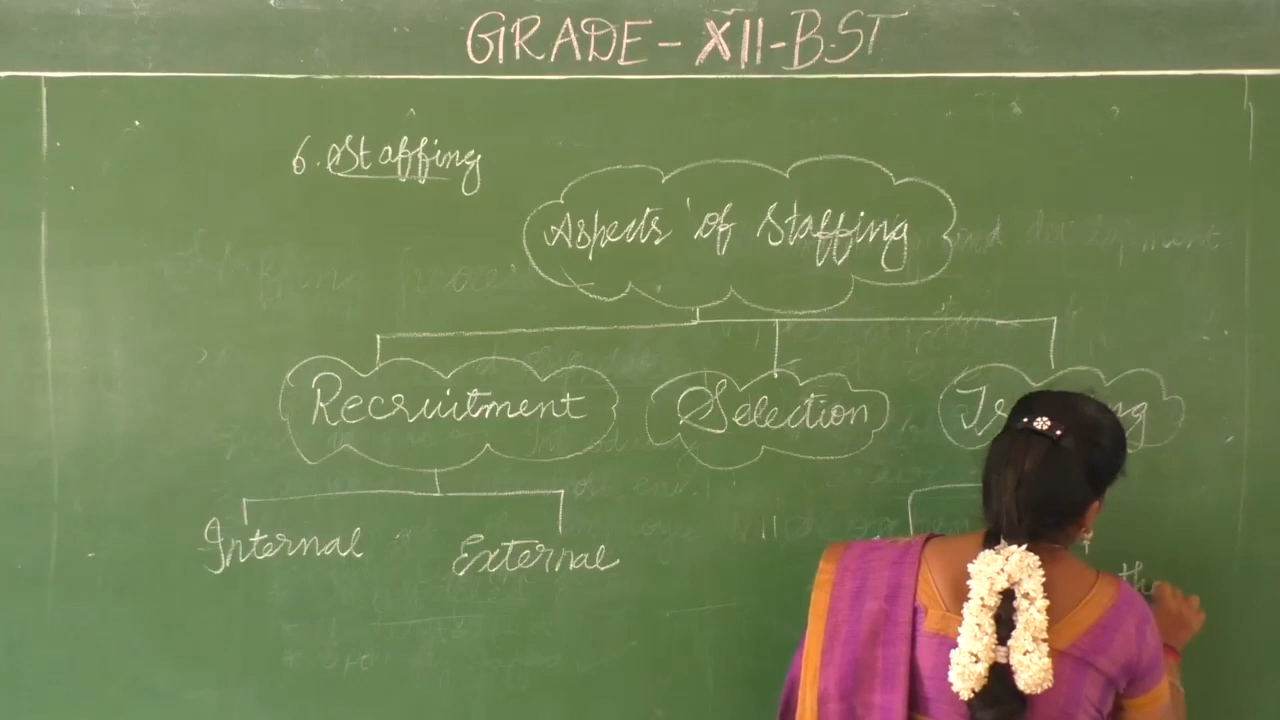 GRADE-XII-B.ST
6. Staffing
Aspects of Staffing
Recruitment Selection
Internal External